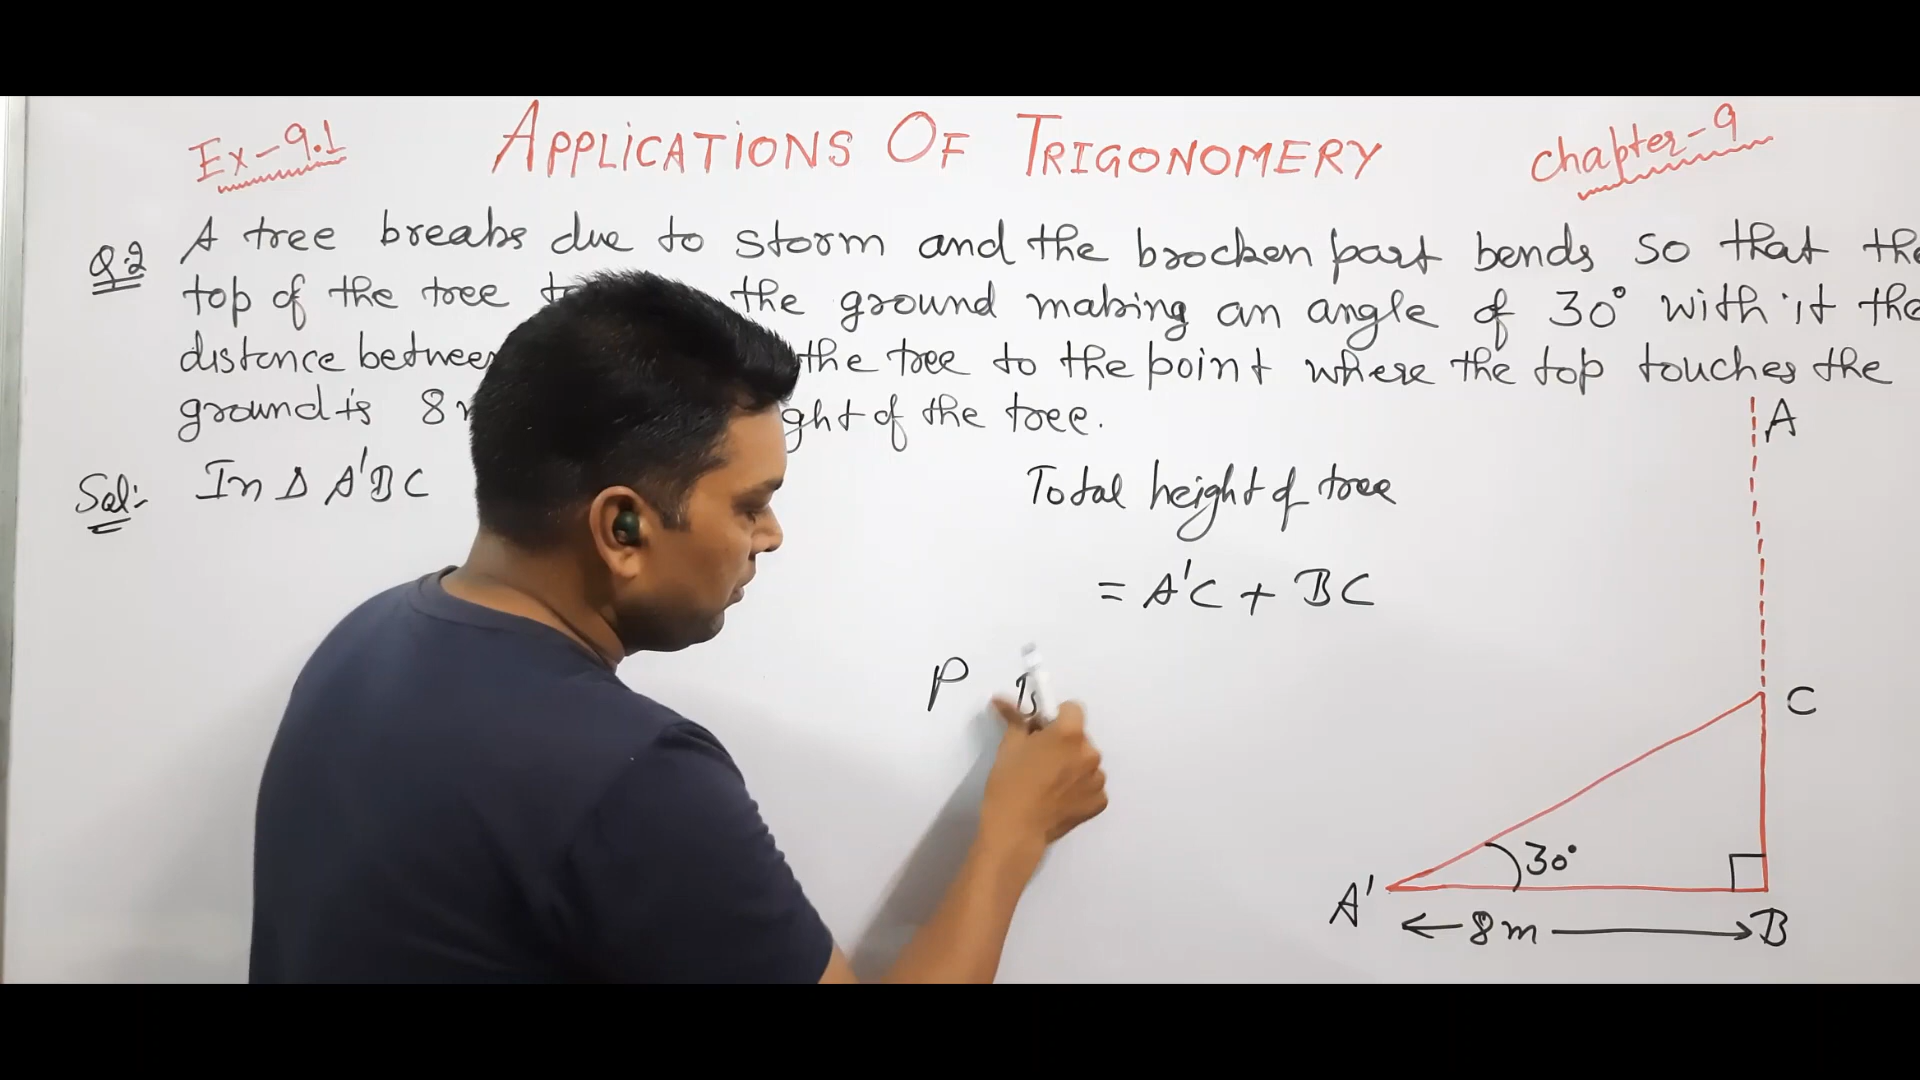 Ex-9.1
APPLICATIONS OF TRIGONOMERY
chapter-9
Q.2 A tree breaks due to storm and the brocken part bends so that the
top of the tree the ground making an angle of 30° with it the
distance between the tree to the point where the top touches the
ground is 8 of the tree.
Sol:- In Δ A'BC
Total height of tree
= A'C + BC
P B
A
C
30°
A'
8m
B